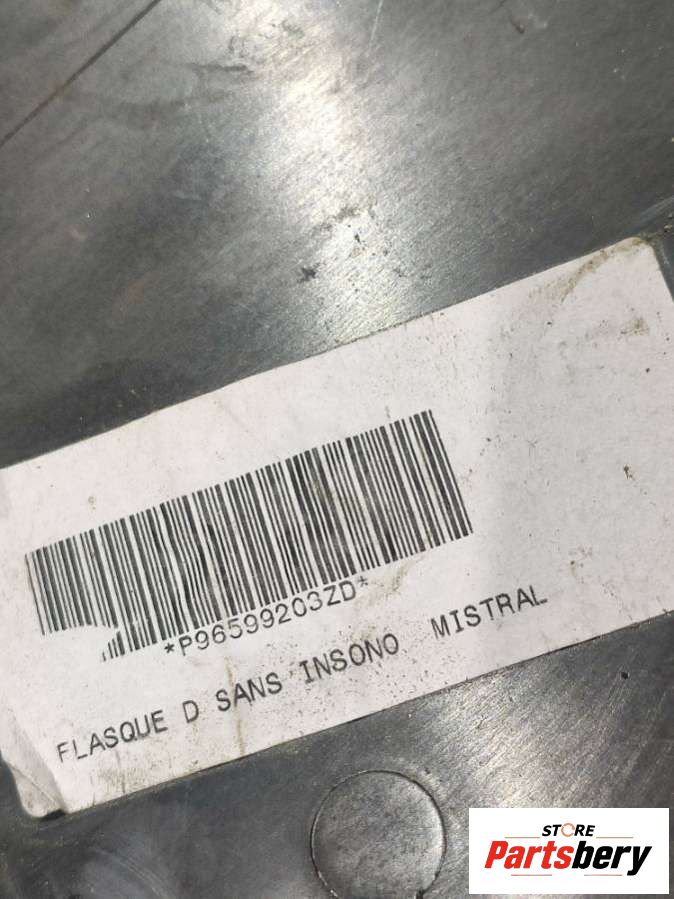 *P96599203ZD*
FLASQUE D SANS INSONO MISTRAL
STORE
Partsbery